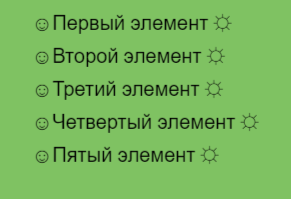 ☺Первый элемент ☼
☺Второй элемент ☼
☺Третий элемент ☼
☺Четвертый элемент ☼
☺Пятый элемент ☼